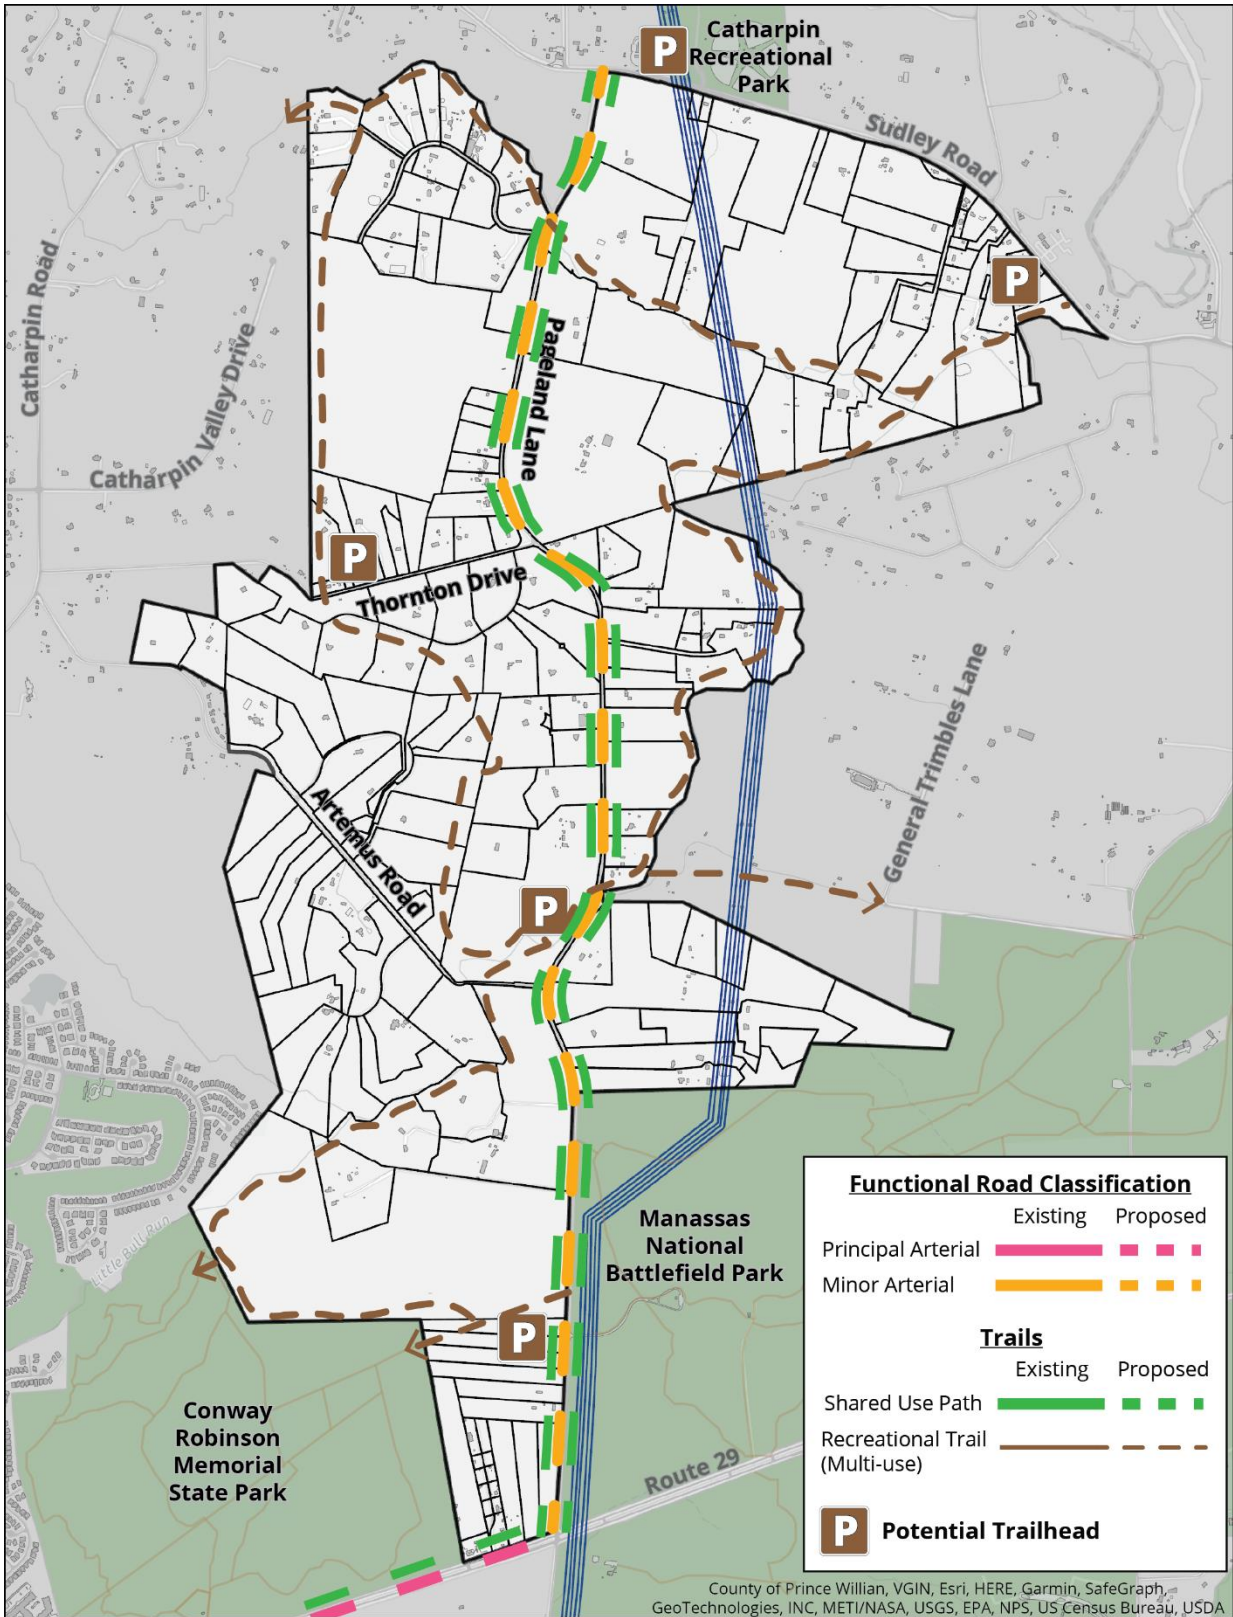 P
Catharpin
Recreational
Park
Sudley Road
P
Catharpin Road
Pageland Lane
Catharpin Valley Drive
P
Thornton Drive
General Trimbles Lane
Artemus Road
P
Little Bull Run
Manassas
National
Battlefield Park
P
Conway
Robinson
Memorial
State Park
Route 29
Functional Road Classification
Existing Proposed
Principal Arterial
Minor Arterial
Trails
Existing Proposed
Shared Use Path
Recreational Trail
(Multi-use)
P Potential Trailhead
County of Prince Willian, VGIN, Esri, HERE, Garmin, SafeGraph,
GeoTechnologies, INC, METI/NASA, USGS, EPA, NPS, US Census Bureau, USDA